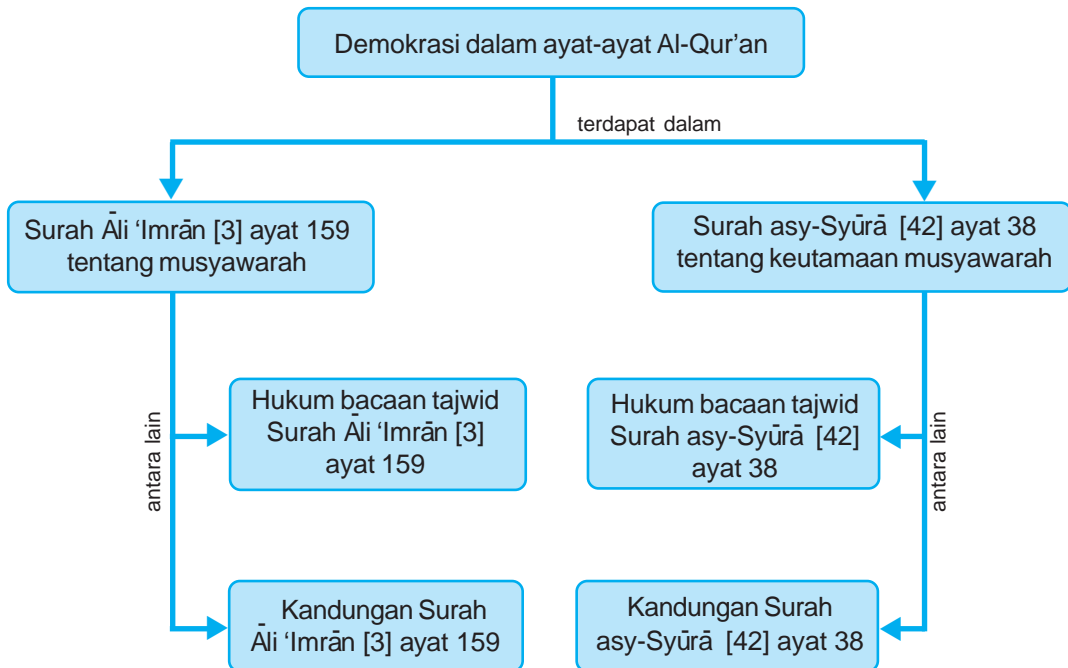 Demokrasi dalam ayat-ayat Al-Qur’an
terdapat dalam
Surah Āli ‘Imrān [3] ayat 159
tentang musyawarah
Surah asy-Syūrā [42] ayat 38
tentang keutamaan musyawarah
antara lain
Hukum bacaan tajwid
Surah Āli ‘Imrān [3]
ayat 159
Hukum bacaan tajwid
Surah asy-Syūrā [42]
ayat 38
antara lain
Kandungan Surah
Āli ‘Imrān [3] ayat 159
Kandungan Surah
asy-Syūrā [42] ayat 38